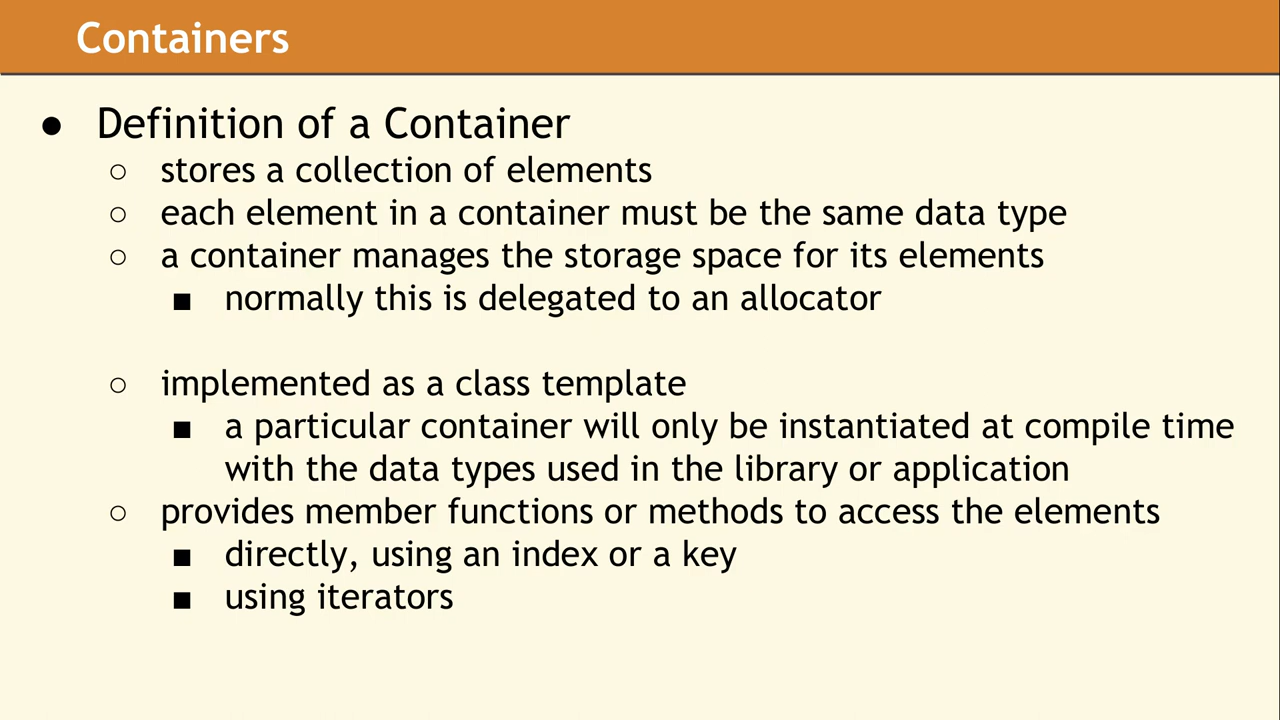 Containers
● Definition of a Container
○ stores a collection of elements
○ each element in a container must be the same data type
○ a container manages the storage space for its elements
■ normally this is delegated to an allocator
○ implemented as a class template
■ a particular container will only be instantiated at compile time
with the data types used in the library or application
○ provides member functions or methods to access the elements
■ directly, using an index or a key
■ using iterators